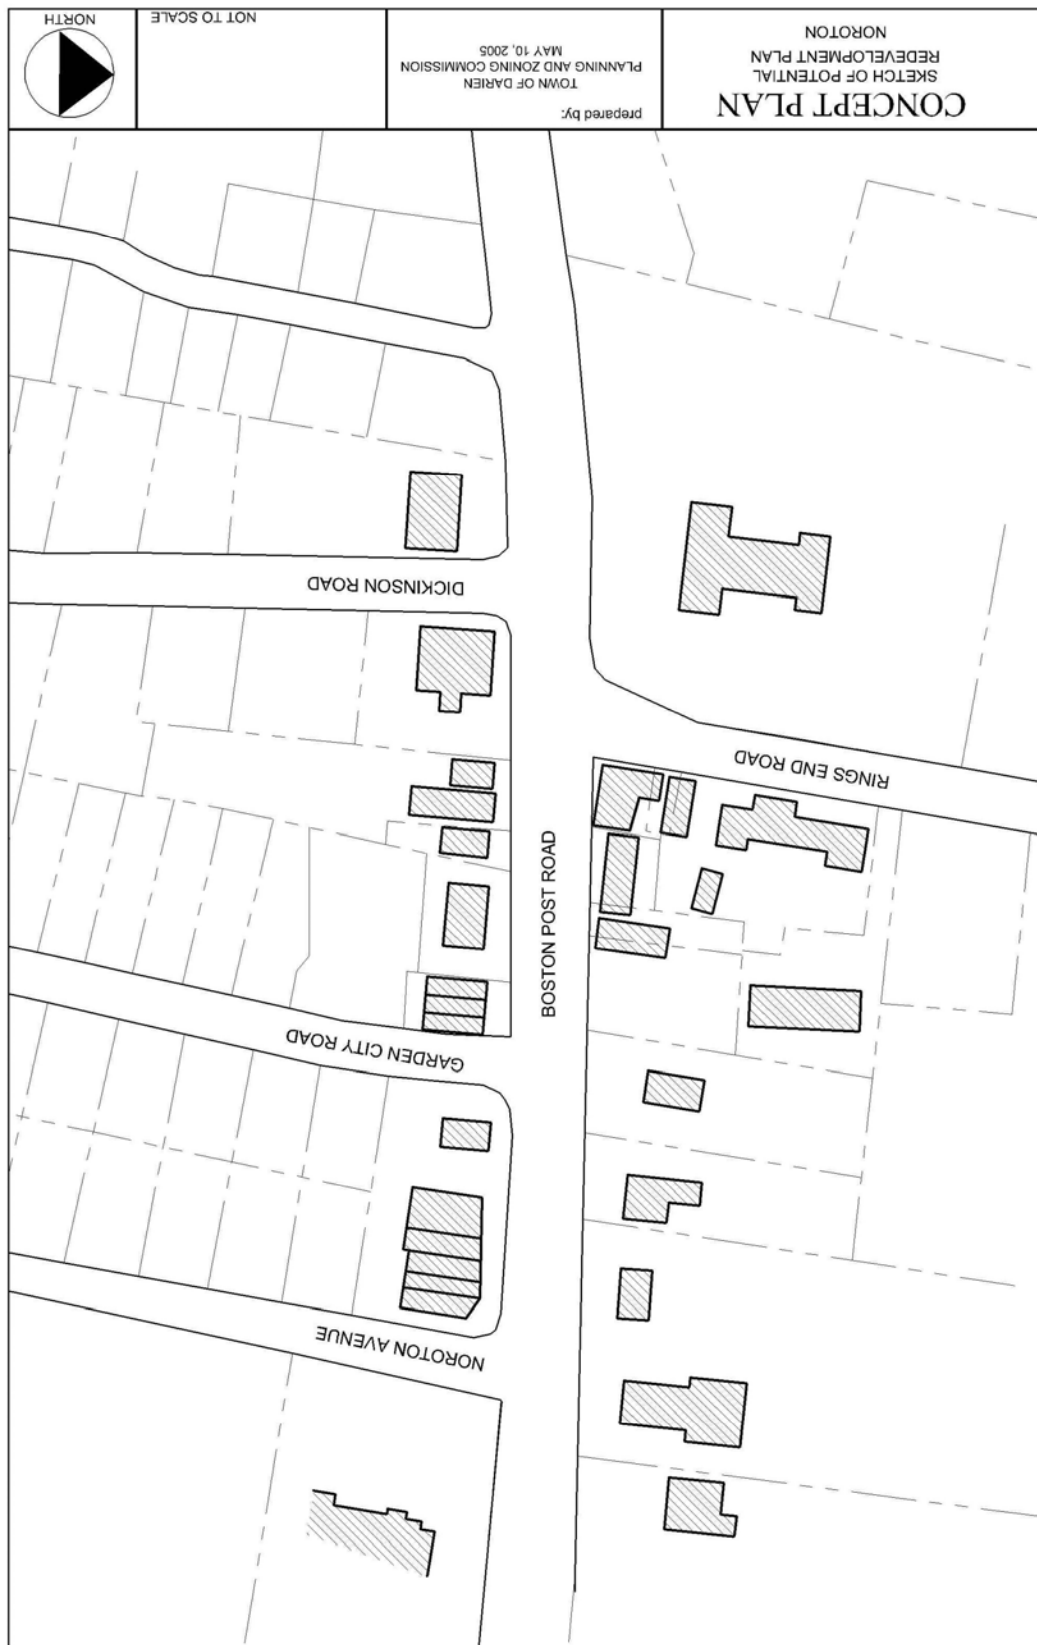 CONCEPT PLAN
SKETCH OF POTENTIAL
REDEVELOPMENT PLAN
NOROTON
prepared by:
TOWN OF DARIEN
PLANNING AND ZONING COMMISSION
MAY 10, 2005
NOT TO SCALE
NORTH
DICKINSON ROAD
RINGS END ROAD
BOSTON POST ROAD
GARDEN CITY ROAD
NOROTON AVENUE